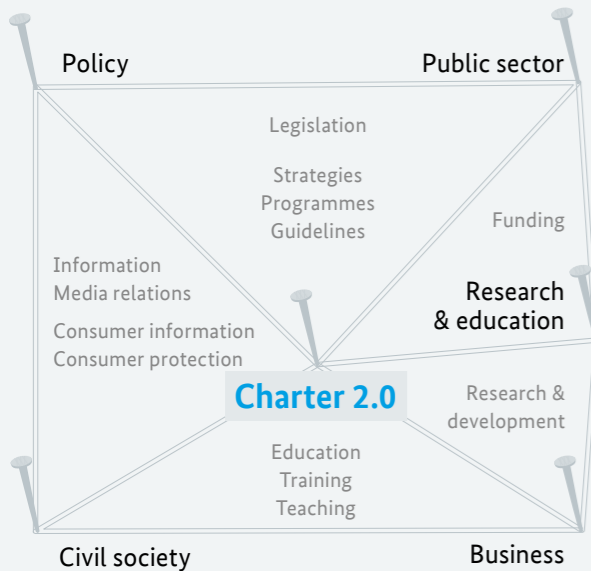 Policy
Public sector
Legislation
Strategies
Programmes
Guidelines
Funding
Information
Media relations
Consumer information
Consumer protection
Research
& education
Charter 2.0
Research &
development
Education
Training
Teaching
Civil society
Business